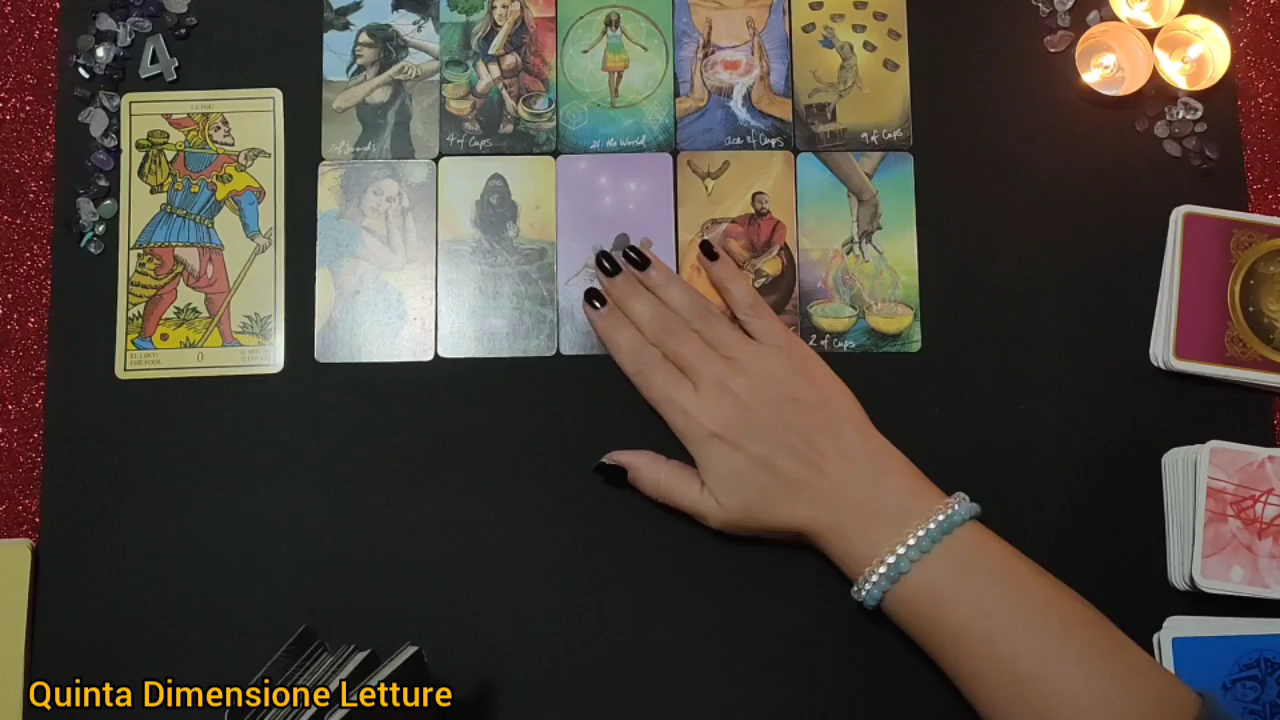 4
LE FOU
4 of Cups
21 the World
ace of Cups
9 of Cups
2 of Cups
EL LOCO
THE FOOL
0
Quinta Dimensione Letture